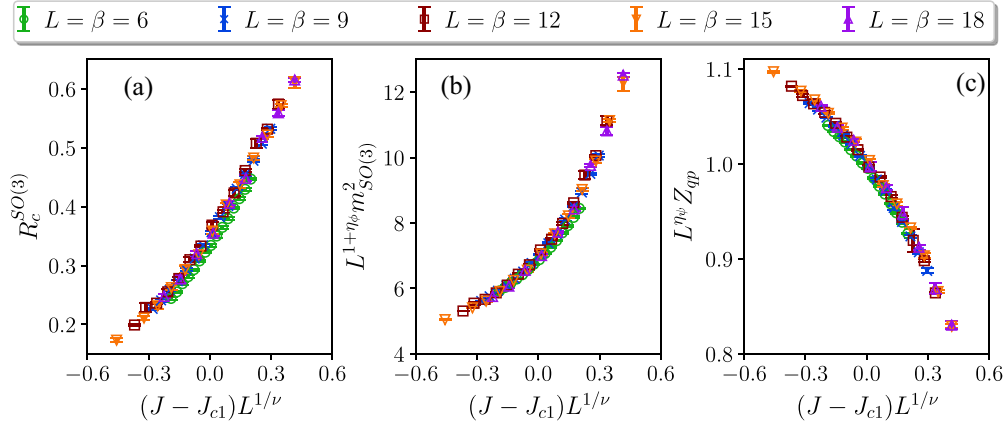 L = β = 6 L = β = 9 L = β = 12 L = β = 15 L = β = 18
(a)
0.6
0.5
0.4
0.3
0.2
R_c^{SO(3)}
−0.6 −0.3 0.0 0.3 0.6
(J − J_{c1})L^{1/ν}
(b)
12
10
8
6
4
L^{1+η_ϕ} m^2_{SO(3)}
−0.6 −0.3 0.0 0.3 0.6
(J − J_{c1})L^{1/ν}
(c)
1.1
1.0
0.9
0.8
L^{η_ψ} Z_{qp}
−0.6 −0.3 0.0 0.3 0.6
(J − J_{c1})L^{1/ν}